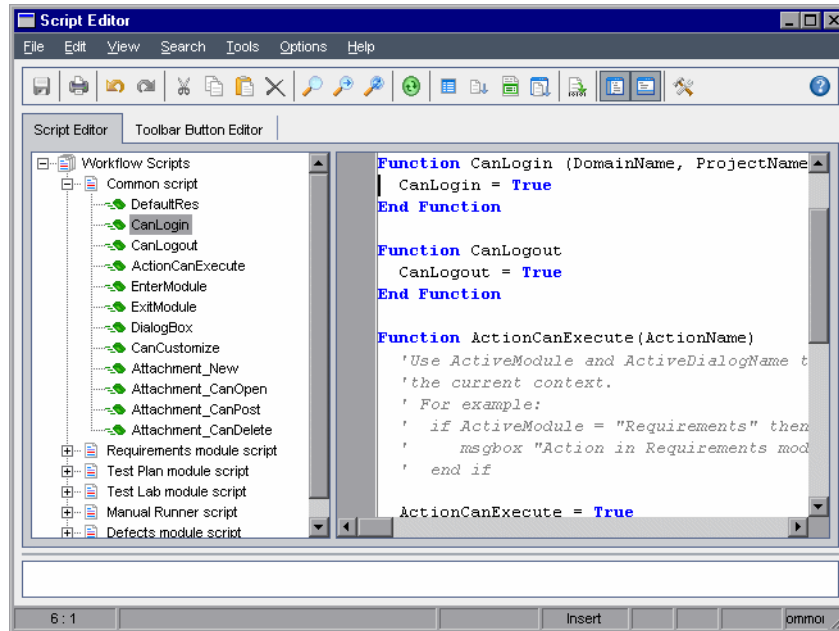 Script Editor
File Edit View Search Tools Options Help
Script Editor Toolbar Button Editor
Workflow Scripts
Common script
DefaultRes
CanLogin
CanLogout
ActionCanExecute
EnterModule
ExitModule
DialogBox
CanCustomize
Attachment_New
Attachment_CanOpen
Attachment_CanPost
Attachment_CanDelete
Requirements module script
Test Plan module script
Test Lab module script
Manual Runner script
Defects module script
Function CanLogin (DomainName, ProjectName
CanLogin = True
End Function
Function CanLogout
CanLogout = True
End Function
Function ActionCanExecute(ActionName)
'Use ActiveModule and ActiveDialogName t
'the current context.
' For example:
' if ActiveModule = "Requirements" then
' msgbox "Action in Requirements mod
' end if
ActionCanExecute = True
6 : 1 Insert